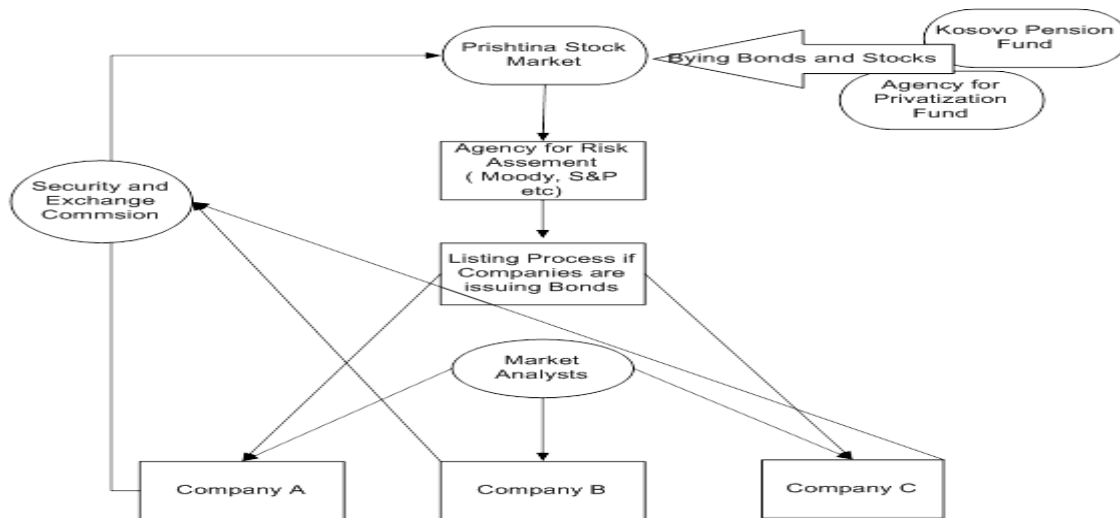 Prishtina Stock
Market
Bying Bonds and Stocks
Kosovo Pension
Fund
Agency for
Privatization
Fund
Agency for Risk
Assement
( Moody, S&P
etc)
Security and
Exchange
Commsion
Listing Process if
Companies are
issuing Bonds
Market
Analysts
Company A
Company B
Company C